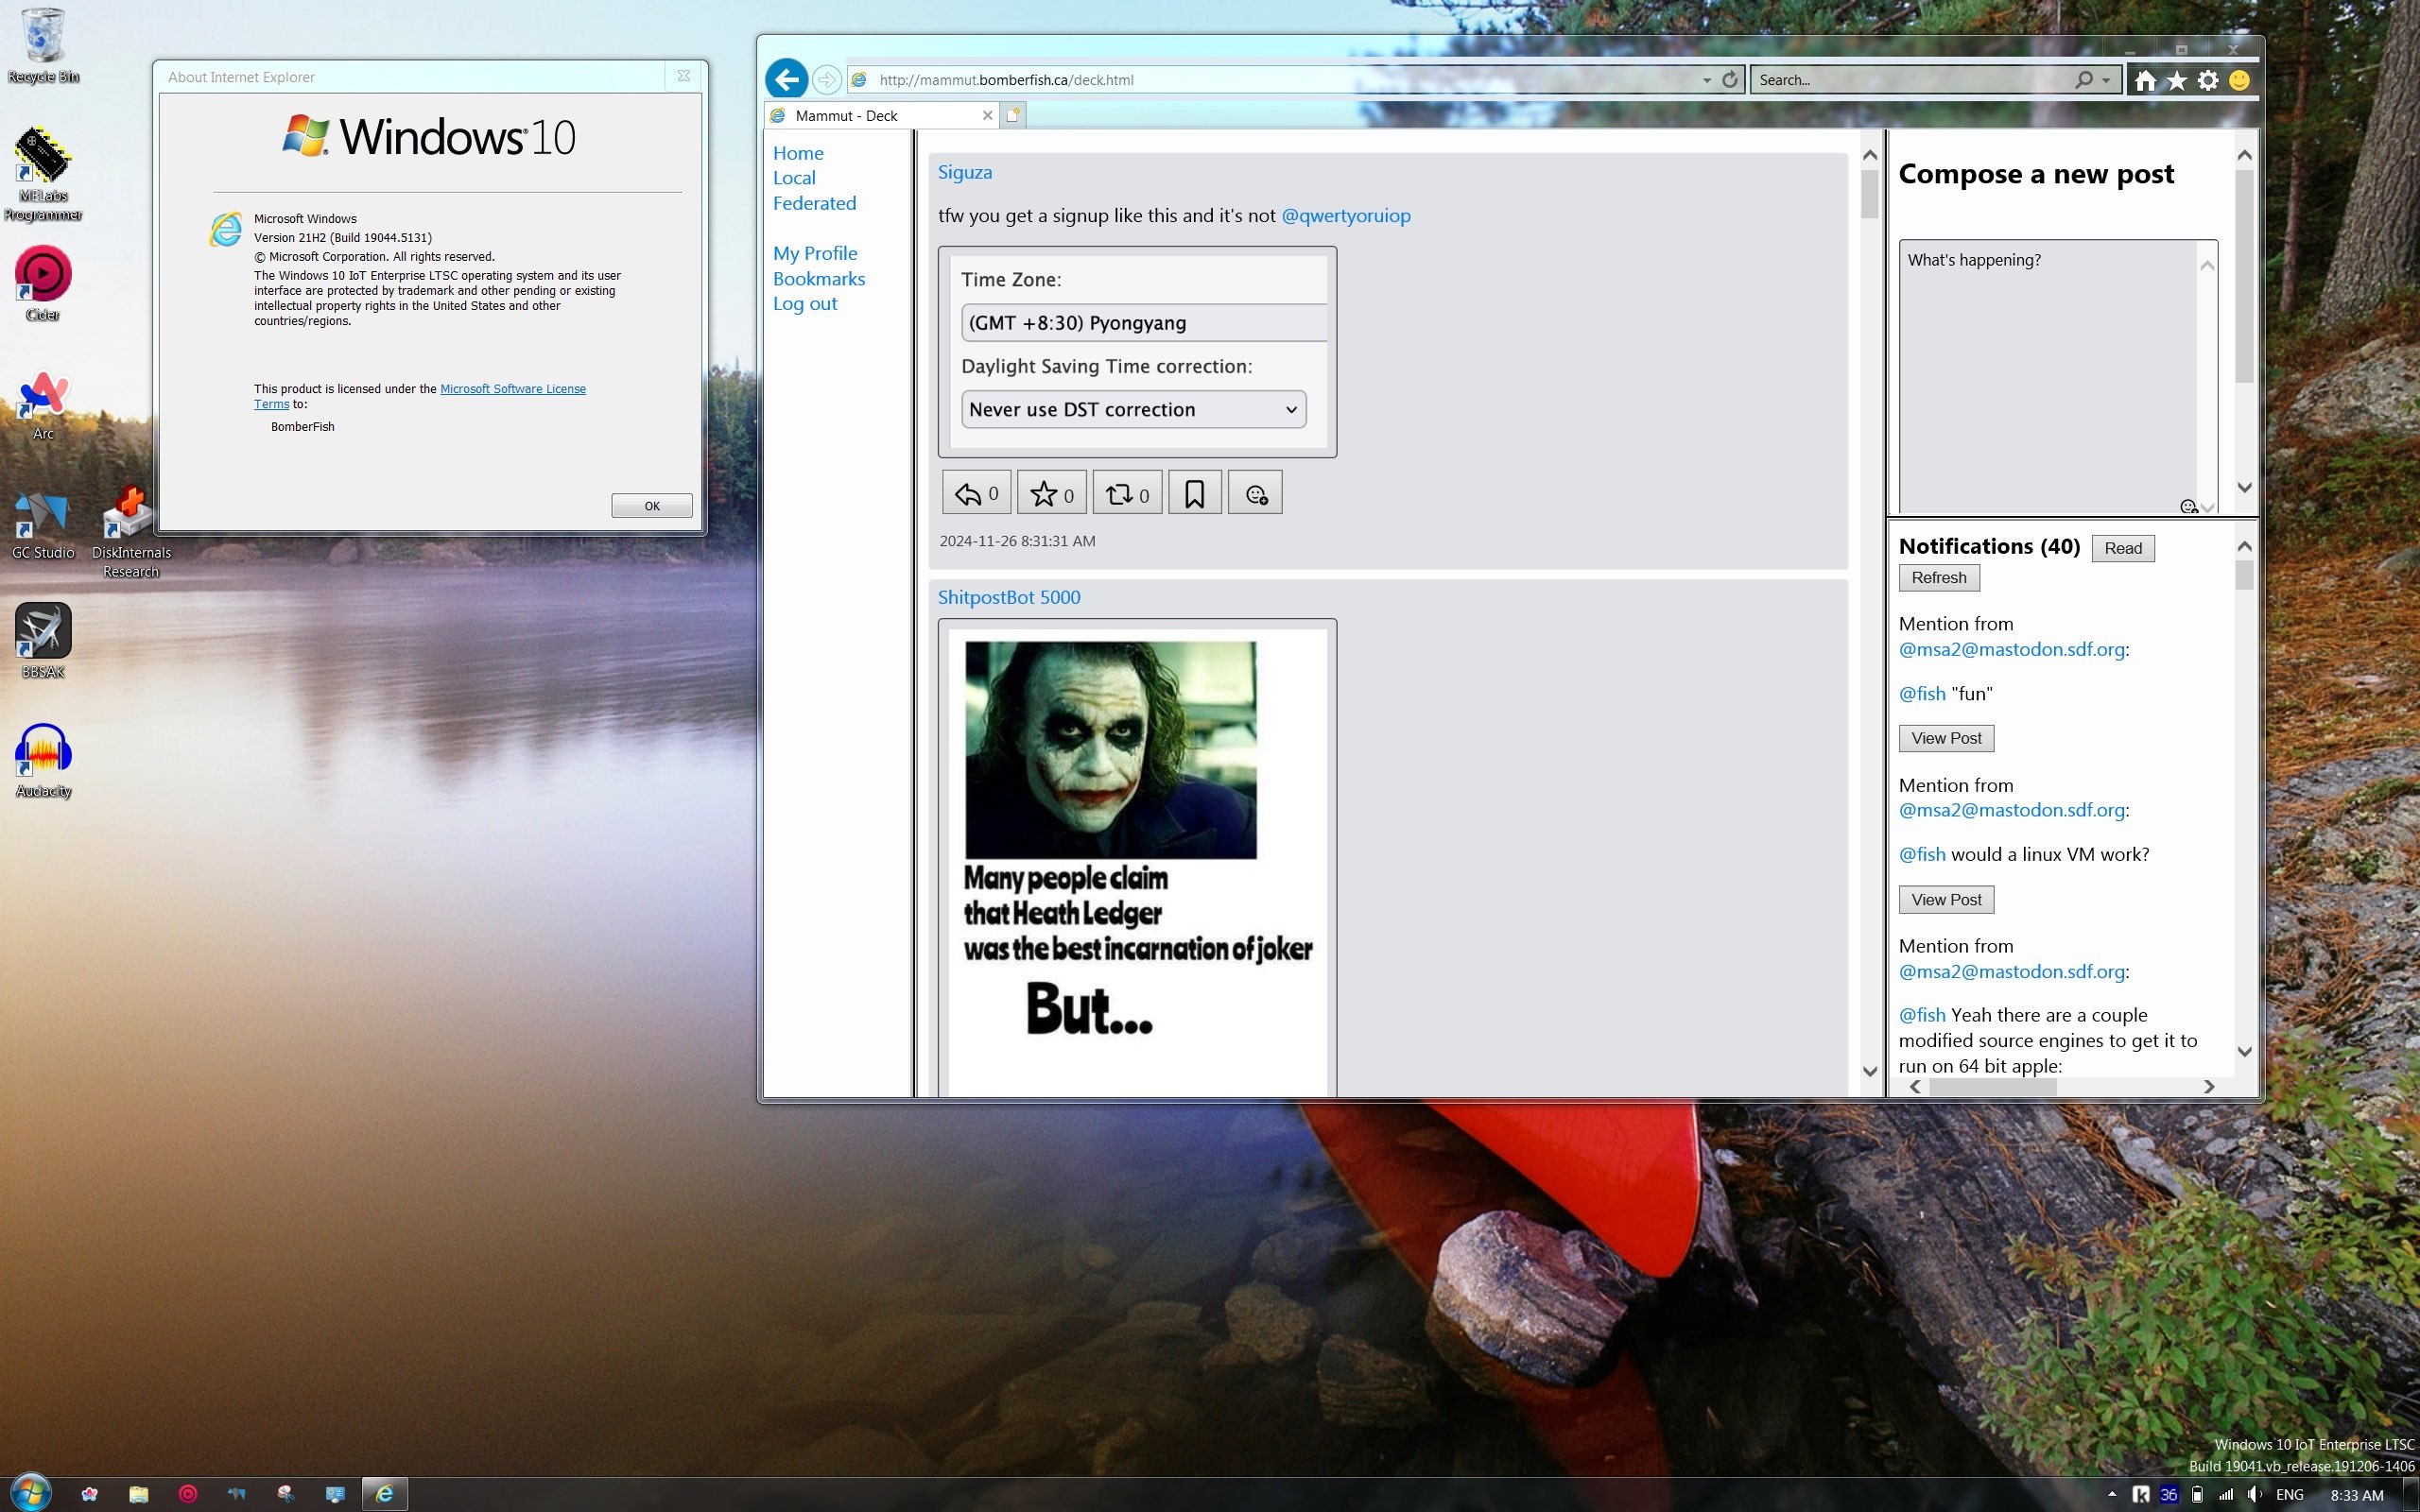 Recycle Bin
MELabs
Programmer
Cider
Arc
GC Studio
DiskInternals
Research
BBSAK
Audacity
About Internet Explorer
Windows 10
Microsoft Windows
Version 21H2 (Build 19044.5131)
© Microsoft Corporation. All rights reserved.
The Windows 10 IoT Enterprise LTSC operating system and its user
interface are protected by trademark and other pending or existing
intellectual property rights in the United States and other
countries/regions.
This product is licensed under the Microsoft Software License
Terms to:
BomberFish
OK
http://mammut.bomberfish.ca/deck.html
Search...
Mammut - Deck
Home
Local
Federated
My Profile
Bookmarks
Log out
Siguza
tfw you get a signup like this and it's not @qwertyoruiop
Time Zone:
(GMT +8:30) Pyongyang
Daylight Saving Time correction:
Never use DST correction
0
0
0
2024-11-26 8:31:31 AM
ShitpostBot 5000
Many people claim
that Heath Ledger
was the best incarnation of joker
But...
Compose a new post
What's happening?
Notifications (40)
Read
Refresh
Mention from
@msa2@mastodon.sdf.org:
@fish "fun"
View Post
Mention from
@msa2@mastodon.sdf.org:
@fish would a linux VM work?
View Post
Mention from
@msa2@mastodon.sdf.org:
@fish Yeah there are a couple
modified source engines to get it to
run on 64 bit apple:
Windows 10 IoT Enterprise LTSC
Build 19041.vb_release.191206-1406
36
ENG
8:33 AM